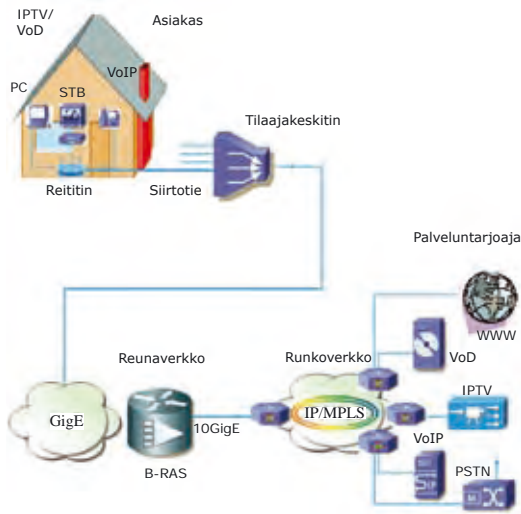 IPTV/
VoD
Asiakas
VoIP
PC
STB
Tilaajakeskitin
Reititin
Siirtotie
Palveluntarjoaja
WWW
Reunaverkko
Runkoverkko
VoD
GigE
10GigE
IP/MPLS
IPTV
VoIP
B-RAS
PSTN